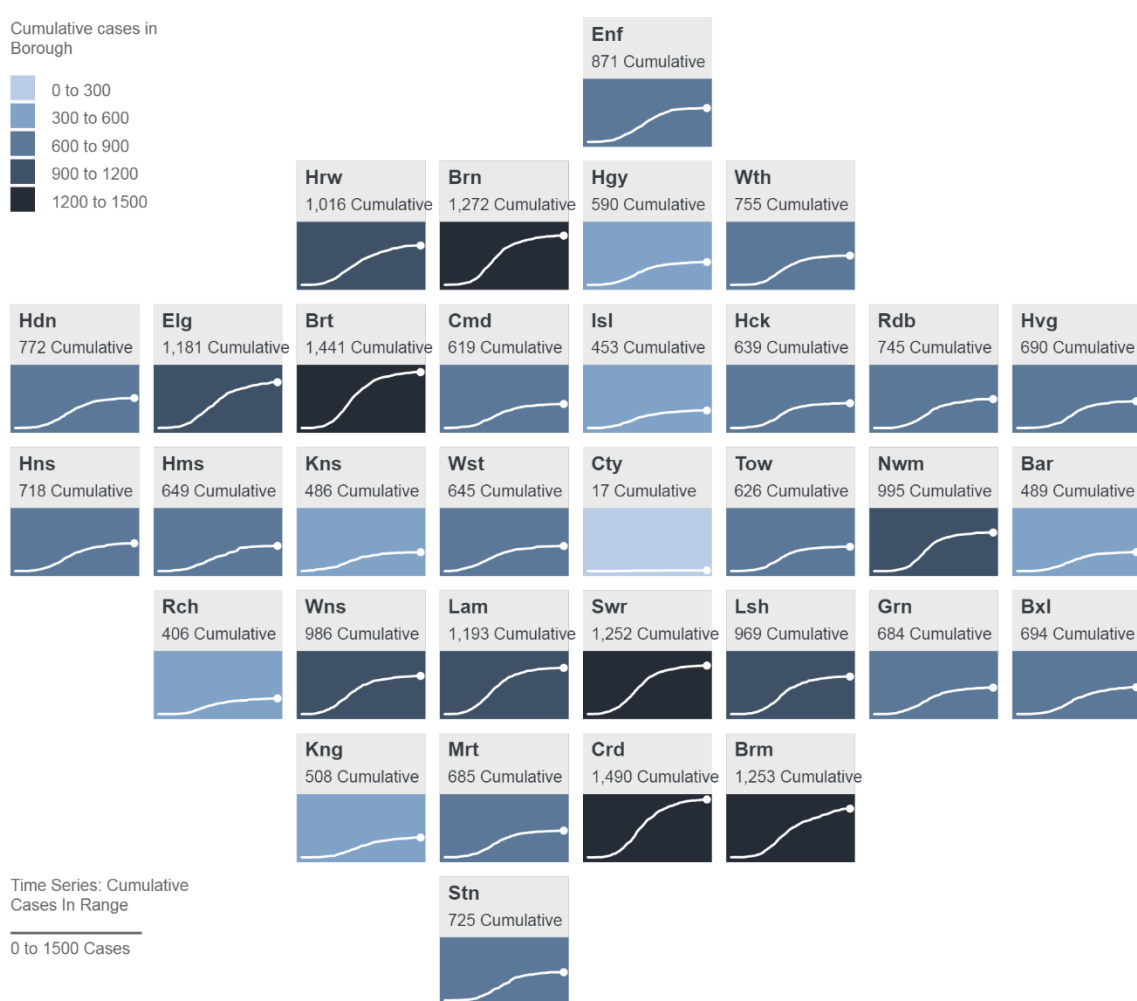 Cumulative cases in
Borough
0 to 300
300 to 600
600 to 900
900 to 1200
1200 to 1500
Enf
871 Cumulative
Hrw
1,016 Cumulative
Brn
1,272 Cumulative
Hgy
590 Cumulative
Wth
755 Cumulative
Hdn
772 Cumulative
Elg
1,181 Cumulative
Brt
1,441 Cumulative
Cmd
619 Cumulative
Isl
453 Cumulative
Hck
639 Cumulative
Rdb
745 Cumulative
Hvg
690 Cumulative
Hns
718 Cumulative
Hms
649 Cumulative
Kns
486 Cumulative
Wst
645 Cumulative
Cty
17 Cumulative
Tow
626 Cumulative
Nwm
995 Cumulative
Bar
489 Cumulative
Rch
406 Cumulative
Wns
986 Cumulative
Lam
1,193 Cumulative
Swr
1,252 Cumulative
Lsh
969 Cumulative
Grn
684 Cumulative
Bxl
694 Cumulative
Kng
508 Cumulative
Mrt
685 Cumulative
Crd
1,490 Cumulative
Brm
1,253 Cumulative
Stn
725 Cumulative
Time Series: Cumulative
Cases In Range
0 to 1500 Cases